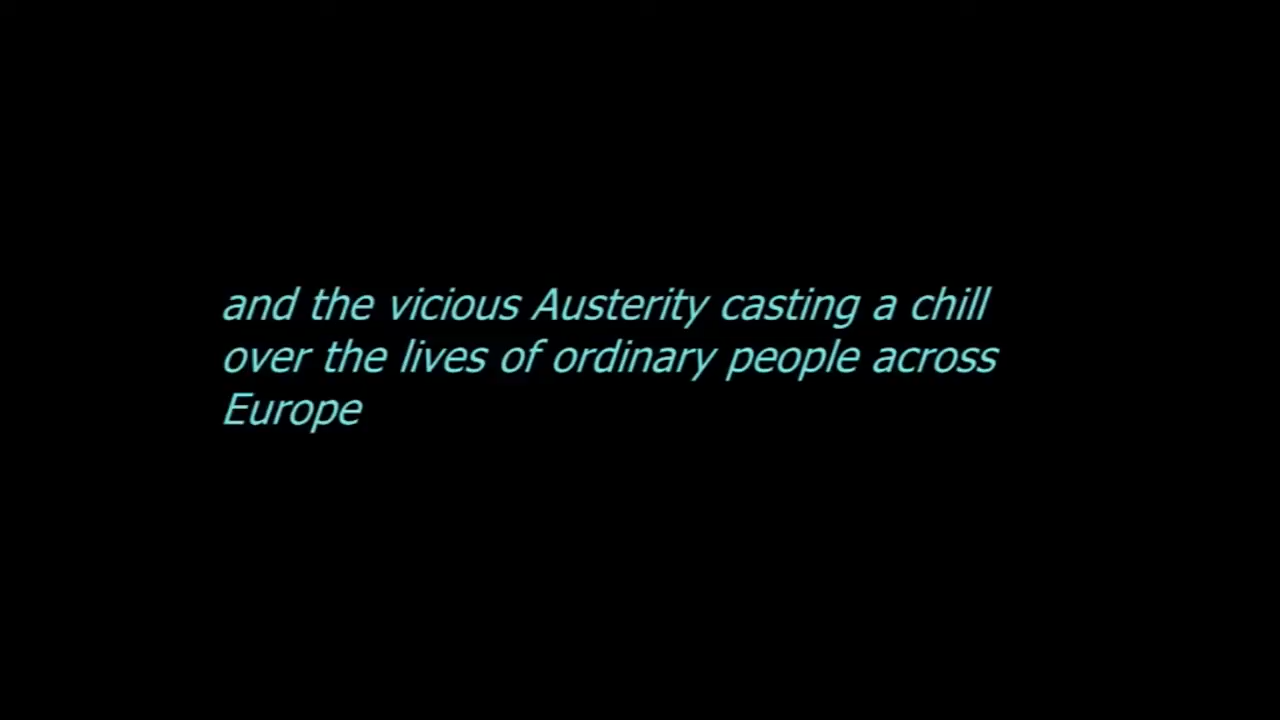 and the vicious Austerity casting a chill
over the lives of ordinary people across
Europe